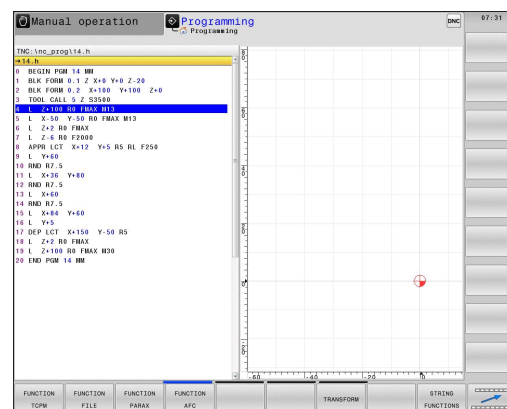 Manual operation
Programming
Programming
DNC
07:31
TNC:\nc_prog\14.h
→14.h
0 BEGIN PGM 14 MM
1 BLK FORM 0.1 Z X+0 Y+0 Z-20
2 BLK FORM 0.2 X+100 Y+100 Z+0
3 TOOL CALL 5 Z S3500
4 L Z+100 R0 FMAX M13
5 L X-50 Y-50 R0 FMAX M13
6 L Z+2 R0 FMAX
7 L Z-6 R0 F2000
8 APPR LCT X+12 Y+5 R5 RL F250
9 L Y+60
10 RND R7.5
11 L X+36 Y+80
12 RND R7.5
13 L X+60
14 RND R7.5
15 L X+84 Y+60
16 L Y+5
17 DEP LCT X+150 Y-50 R5
18 L Z+2 R0 FMAX
19 L Z+100 R0 FMAX M30
20 END PGM 14 MM
-60
-40
-20
0
FUNCTION TCPM
FUNCTION FILE
FUNCTION PARAX
FUNCTION AFC
TRANSFORM
STRING FUNCTIONS